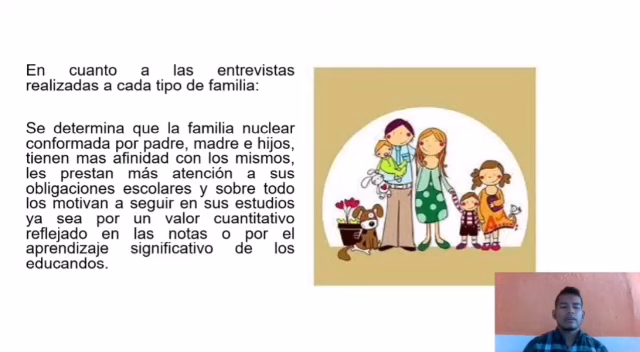 En cuanto a las entrevistas
realizadas a cada tipo de familia:
Se determina que la familia nuclear
conformada por padre, madre e hijos,
tienen mas afinidad con los mismos,
les prestan más atención a sus
obligaciones escolares y sobre todo
los motivan a seguir en sus estudios
ya sea por un valor cuantitativo
reflejado en las notas o por el
aprendizaje significativo de los
educandos.